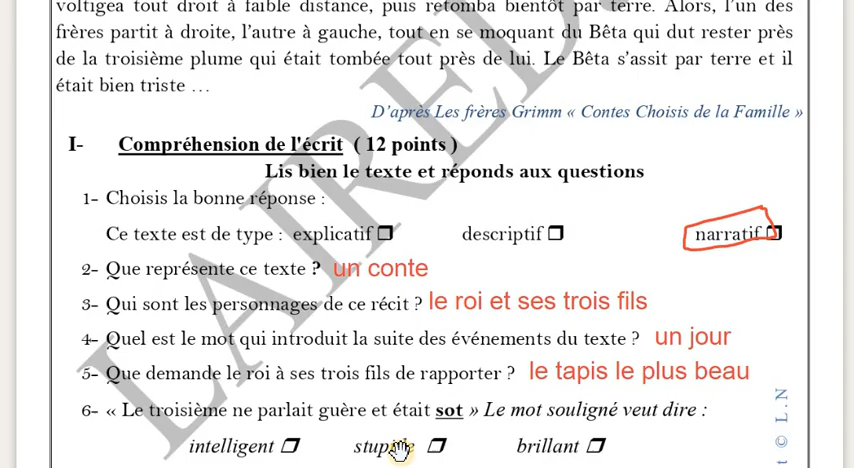 voltigea tout droit à faible distance, puis retomba bientôt par terre. Alors, l'un des
frères partit à droite, l'autre à gauche, tout en se moquant du Bêta qui dut rester près
de la troisième plume qui était tombée tout près de lui. Le Bêta s'assit par terre et il
était bien triste …
D'après Les frères Grimm « Contes Choisis de la Famille »
I- Compréhension de l'écrit ( 12 points )
Lis bien le texte et réponds aux questions
1- Choisis la bonne réponse :
Ce texte est de type : explicatif ❒ descriptif ❒ narratif ❒
2- Que représente ce texte ? un conte
3- Qui sont les personnages de ce récit ? le roi et ses trois fils
4- Quel est le mot qui introduit la suite des événements du texte ? un jour
5- Que demande le roi à ses trois fils de rapporter ? le tapis le plus beau
6- « Le troisième ne parlait guère et était sot » Le mot souligné veut dire :
intelligent ❒ stupide ❒ brillant ❒
© L.N